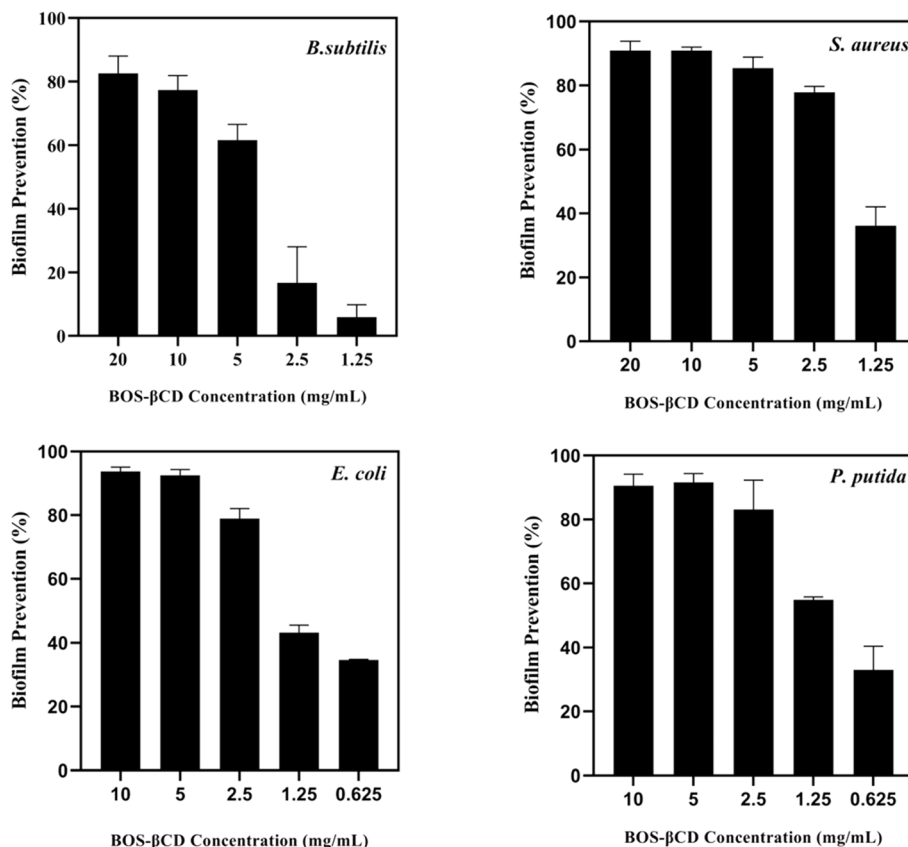 B.subtilis
Biofilm Prevention (%)
100
80
60
40
20
0
20 10 5 2.5 1.25
BOS-βCD Concentration (mg/mL)
S. aureus
Biofilm Prevention (%)
100
80
60
40
20
0
20 10 5 2.5 1.25
BOS-βCD Concentration (mg/mL)
E. coli
Biofilm Prevention (%)
100
80
60
40
20
0
10 5 2.5 1.25 0.625
BOS-βCD Concentration (mg/mL)
P. putida
Biofilm Prevention (%)
100
80
60
40
20
0
10 5 2.5 1.25 0.625
BOS-βCD Concentration (mg/mL)